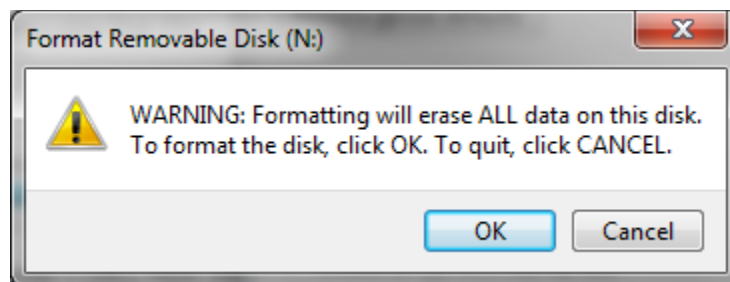 Format Removable Disk (N:)
WARNING: Formatting will erase ALL data on this disk.
To format the disk, click OK. To quit, click CANCEL.
OK
Cancel